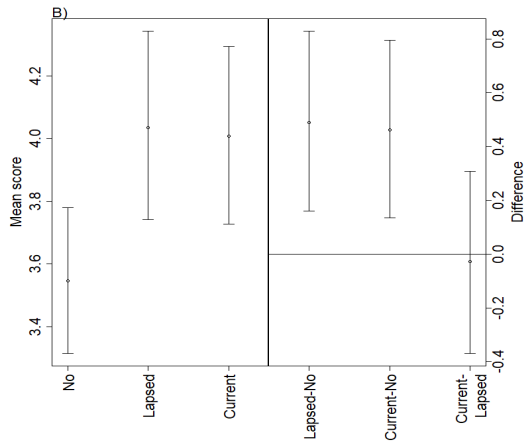 B)
Mean score
4.2
4.0
3.8
3.6
3.4
No
Lapsed
Current
Lapsed-No
Current-No
Current-
Lapsed
0.8
0.6
0.4
0.2
0.0
-0.2
-0.4
Difference